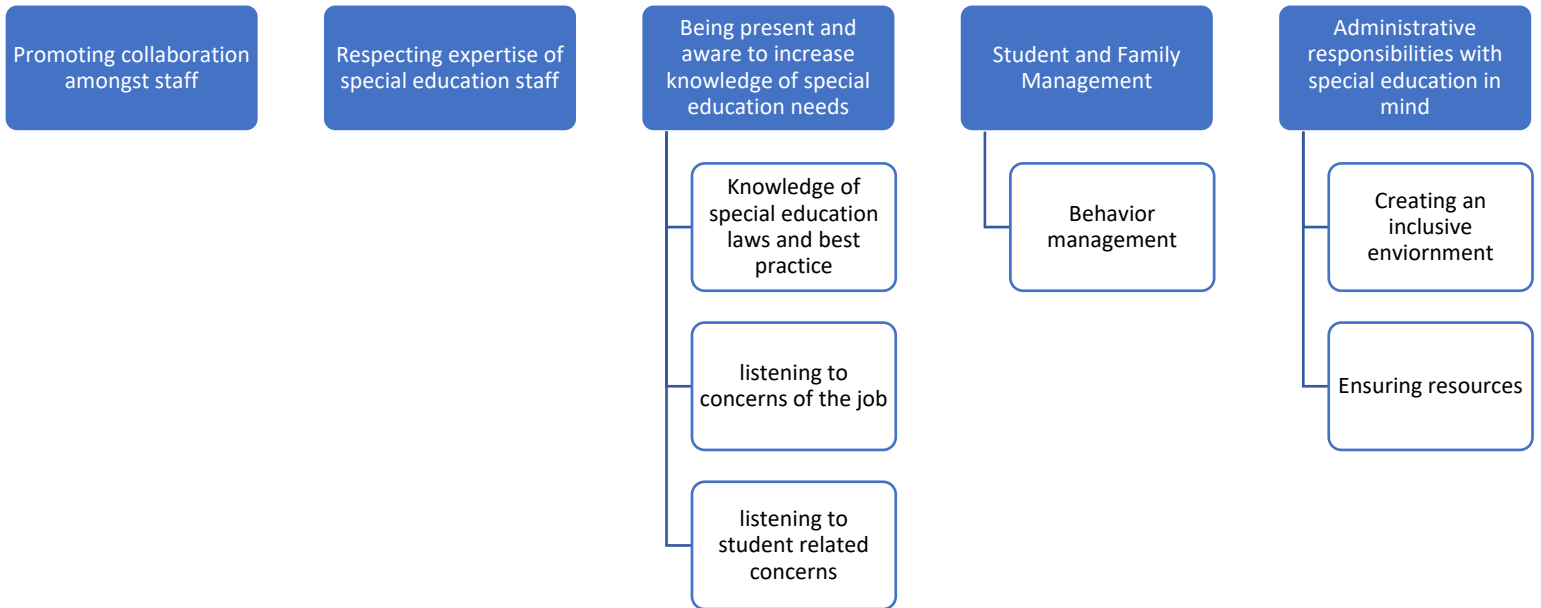 Promoting collaboration
amongst staff
Respecting expertise of
special education staff
Being present and
aware to increase
knowledge of special
education needs
Knowledge of
special education
laws and best
practice
listening to
concerns of the job
listening to
student related
concerns
Student and Family
Management
Behavior
management
Administrative
responsibilities with
special education in
mind
Creating an
inclusive
enviornment
Ensuring resources